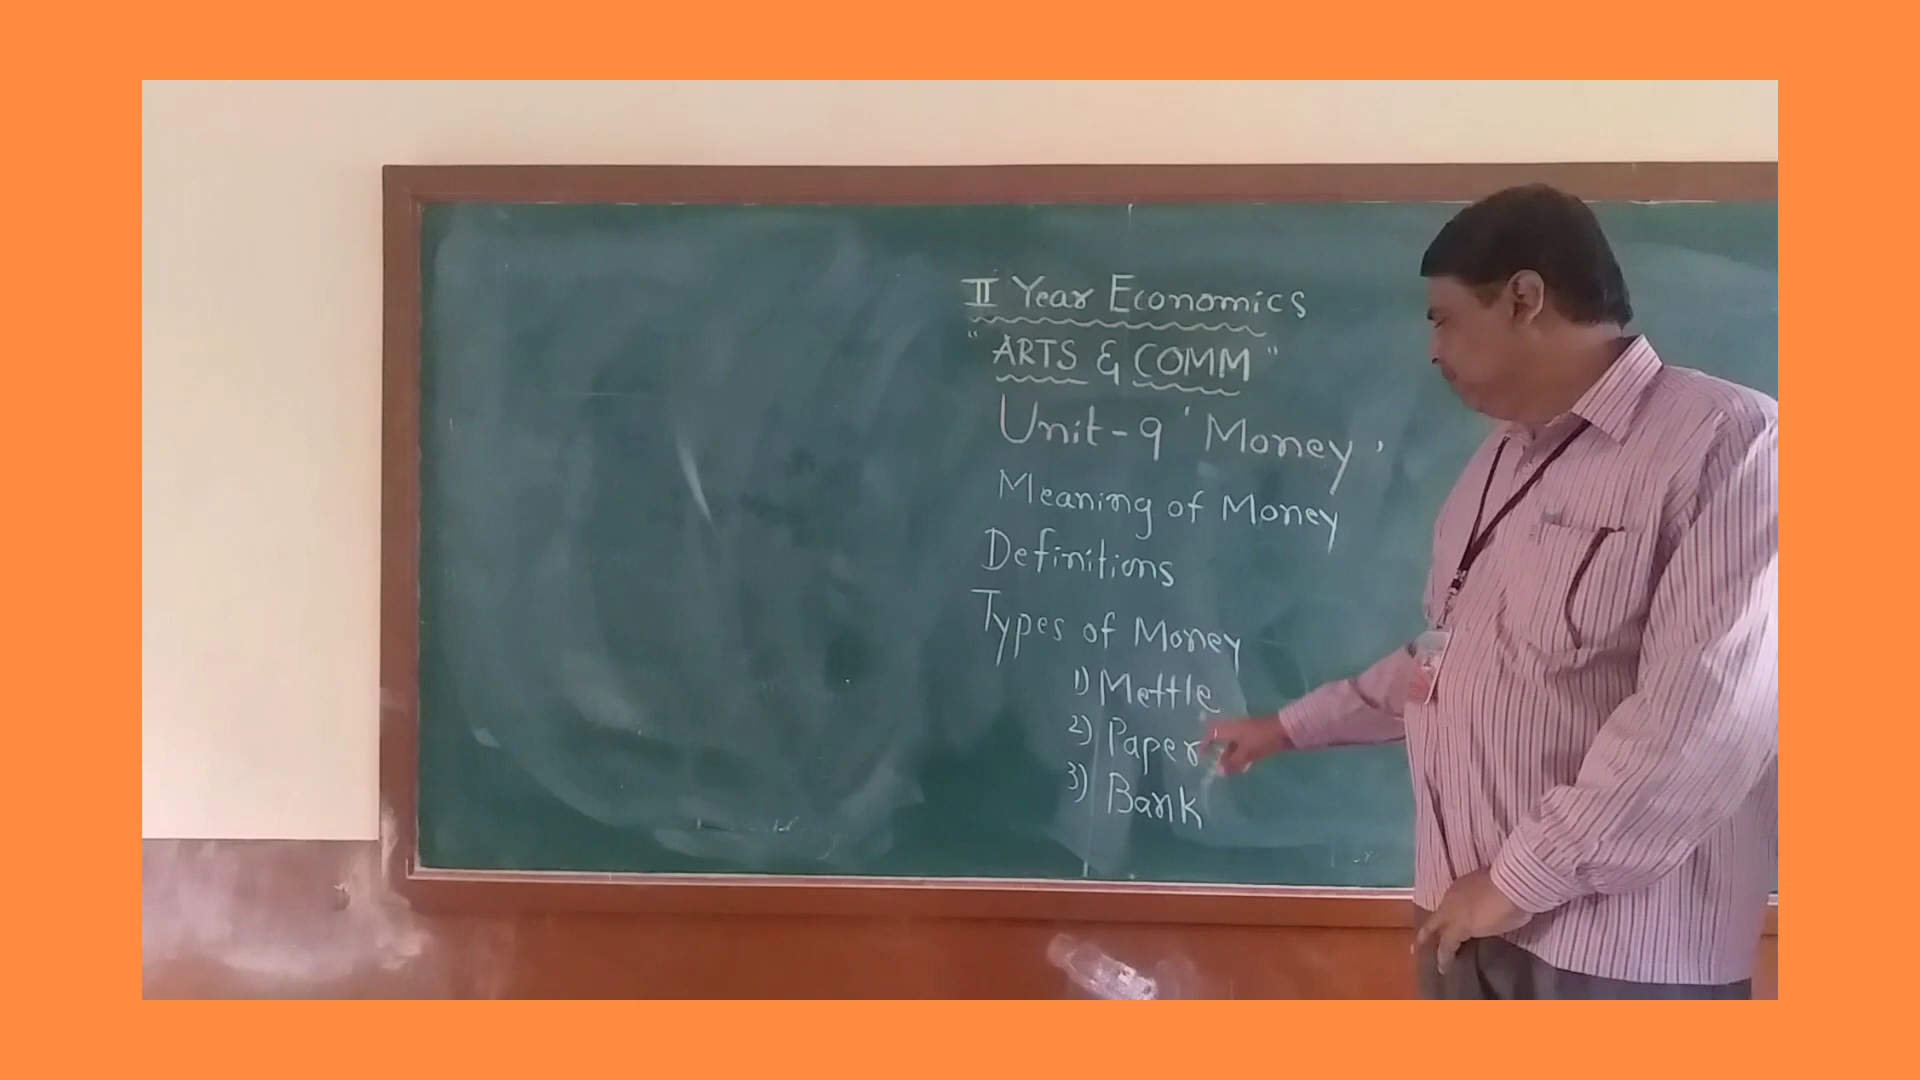 II Year Economics
"ARTS & COMM"
Unit-9 'Money'
Meaning of Money
Definitions
Types of Money
1) Mettle
2) Paper
3) Bank